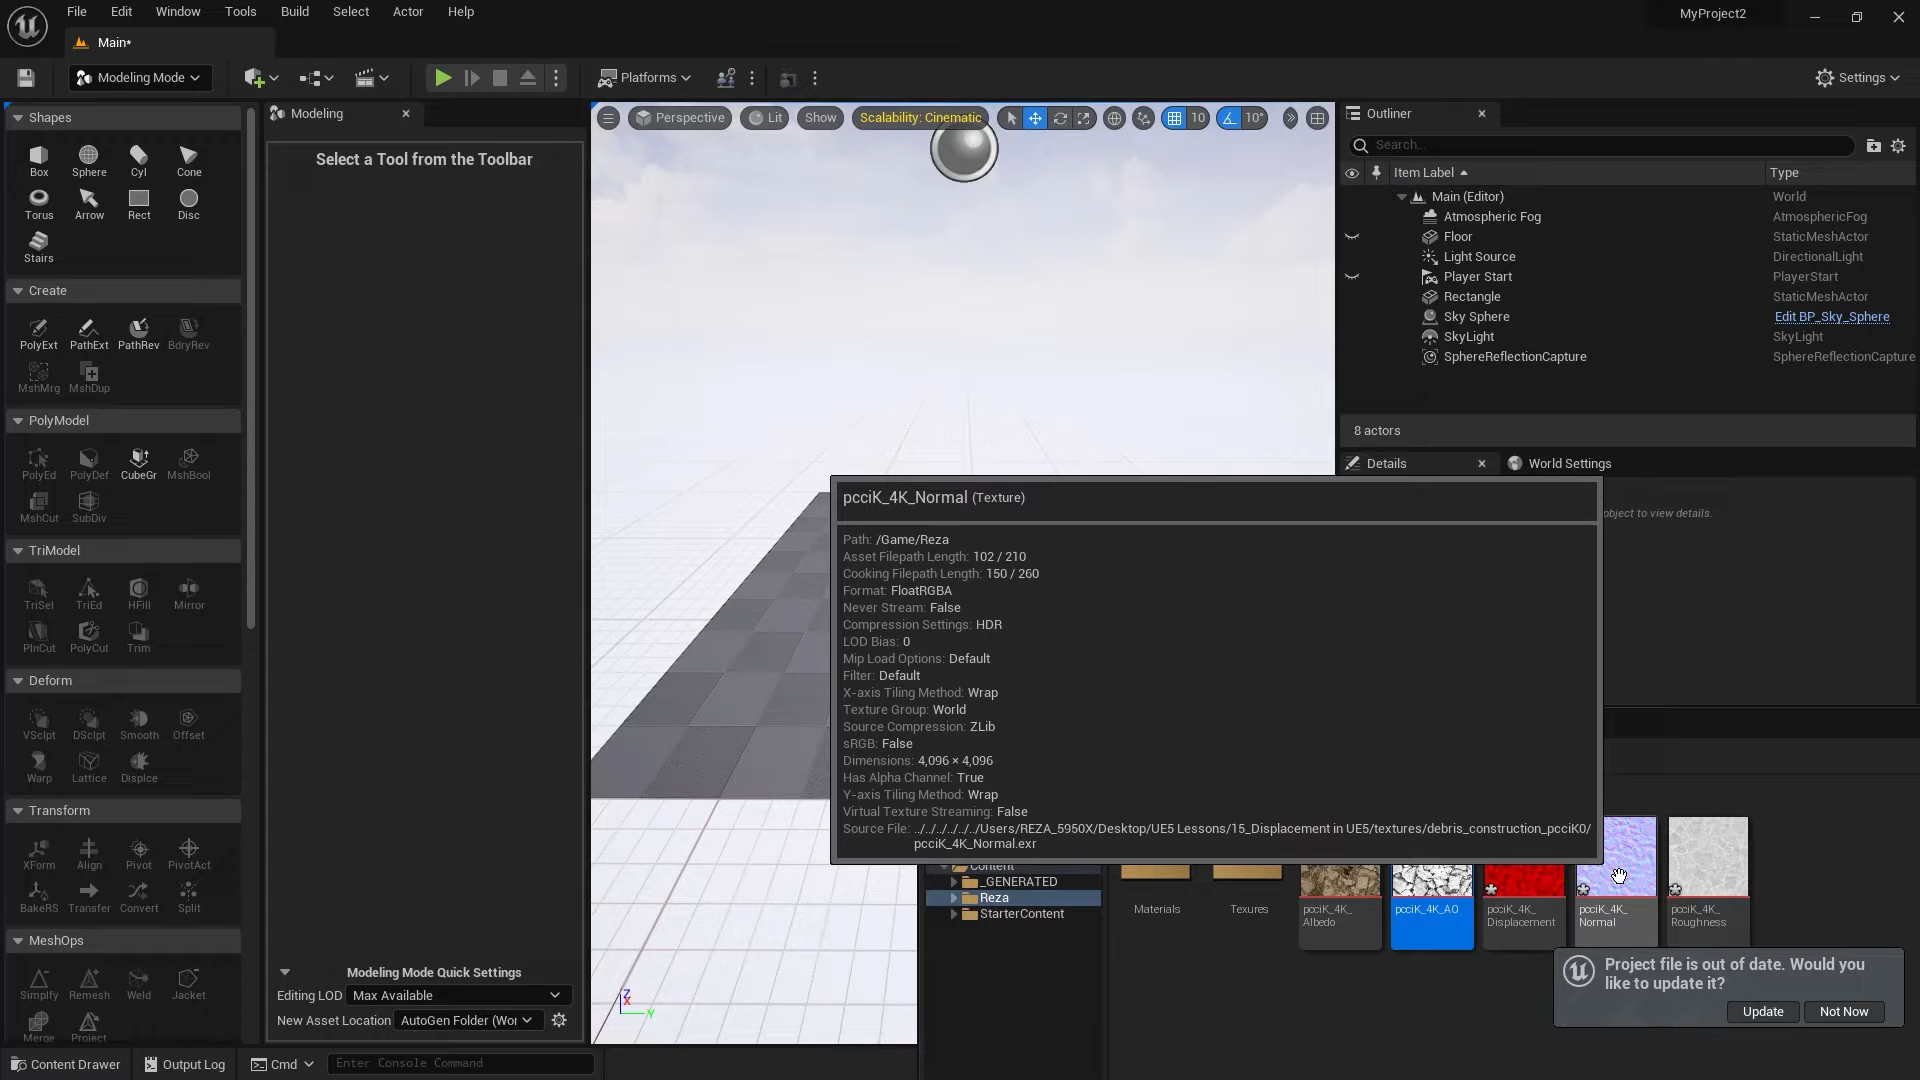 File Edit Window Tools Build Select Actor Help
MyProject2
Main*
Modeling Mode
Platforms
Settings
Shapes
Box Sphere Cyl Cone
Torus Arrow Rect Disc
Stairs
Create
PolyExt PathExt PathRev BdryRev
MshMrg MshDup
PolyModel
PolyEd PolyDef CubeGr MshBool
MshCut SubDiv
TriModel
TriSel TriEd HFill Mirror
PlnCut PolyCut Trim
Deform
VSclpt DSclpt Smooth Offset
Warp Lattice Displce
Transform
XForm Align Pivot PivotAct
BakeRS Transfer Convert Split
MeshOps
Simplfy Remesh Weld Jacket
Merge Project
Modeling
Select a Tool from the Toolbar
Modeling Mode Quick Settings
Editing LOD Max Available
New Asset Location AutoGen Folder (Wor
Perspective Lit Show Scalability: Cinematic 10 10°
Z
X
Y
Outliner
Search...
Item Label Type
Main (Editor) World
Atmospheric Fog AtmosphericFog
Floor StaticMeshActor
Light Source DirectionalLight
Player Start PlayerStart
Rectangle StaticMeshActor
Sky Sphere Edit BP_Sky_Sphere
SkyLight SkyLight
SphereReflectionCapture SphereReflectionCapture
8 actors
Details World Settings
object to view details.
pcciK_4K_Normal (Texture)
Path: /Game/Reza
Asset Filepath Length: 102 / 210
Cooking Filepath Length: 150 / 260
Format: FloatRGBA
Never Stream: False
Compression Settings: HDR
LOD Bias: 0
Mip Load Options: Default
Filter: Default
X-axis Tiling Method: Wrap
Texture Group: World
Source Compression: ZLib
sRGB: False
Dimensions: 4,096 × 4,096
Has Alpha Channel: True
Y-axis Tiling Method: Wrap
Virtual Texture Streaming: False
Source File: ../../../../../../Users/REZA_5950X/Desktop/UE5 Lessons/15_Displacement in UE5/textures/debris_construction_pcciK0/
pcciK_4K_Normal.exr
Content
_GENERATED
Reza
StarterContent
Materials
Texures
pcciK_4K_
Albedo
pcciK_4K_AO
pcciK_4K_
Displacement
pcciK_4K_
Normal
pcciK_4K_
Roughness
Project file is out of date. Would you
like to update it?
Update Not Now
Content Drawer Output Log Cmd Enter Console Command